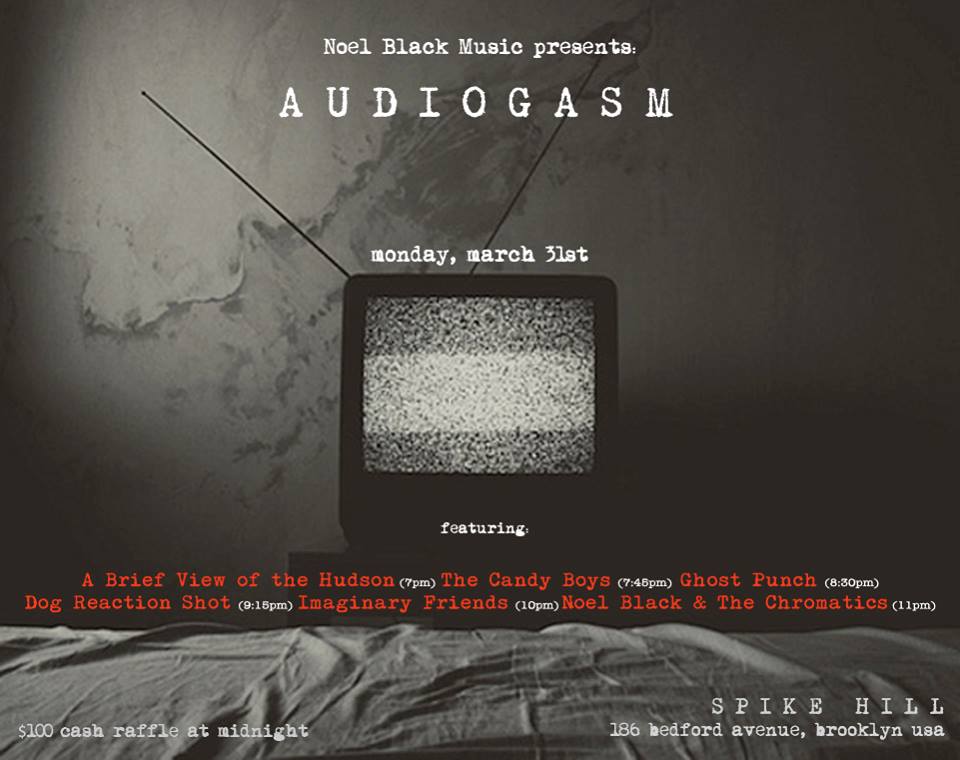 Noel Black Music presents:
AUDIOGASM
monday, march 31st
featuring:
A Brief View of the Hudson (7pm) The Candy Boys (7:45pm) Ghost Punch (8:30pm)
Dog Reaction Shot (9:15pm) Imaginary Friends (10pm) Noel Black & The Chromatics (11pm)
SPIKE HILL
$100 cash raffle at midnight
186 bedford avenue, brooklyn usa